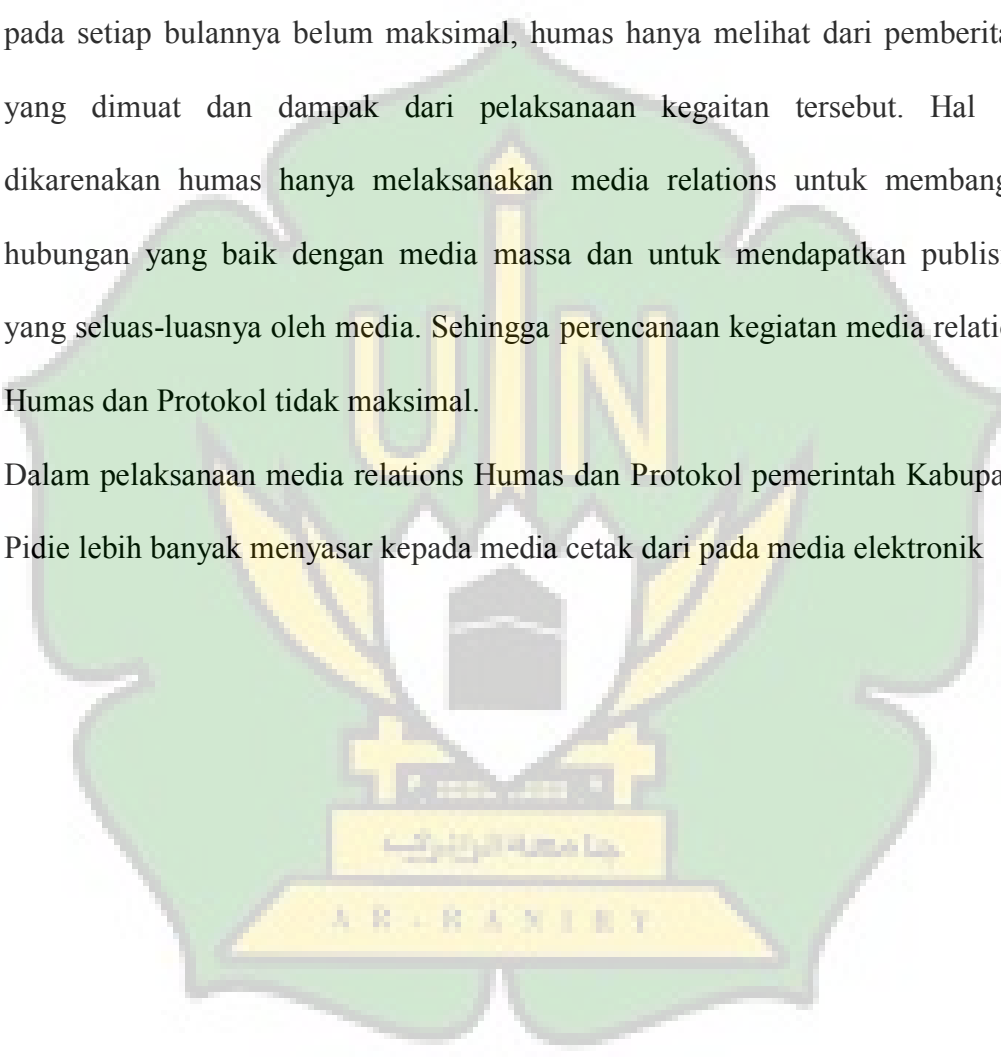 pada setiap bulannya belum maksimal, humas hanya melihat dari pemberita
yang dimuat dan dampak dari pelaksanaan kegaitan tersebut. Hal
dikarenakan humas hanya melaksanakan media relations untuk membang
hubungan yang baik dengan media massa dan untuk mendapatkan publis
yang seluas-luasnya oleh media. Sehingga perencanaan kegiatan media relatio
Humas dan Protokol tidak maksimal.
Dalam pelaksanaan media relations Humas dan Protokol pemerintah Kabupa
Pidie lebih banyak menyasar kepada media cetak dari pada media elektronik
UIN
جامعة الرانيري
AR-RANIRY